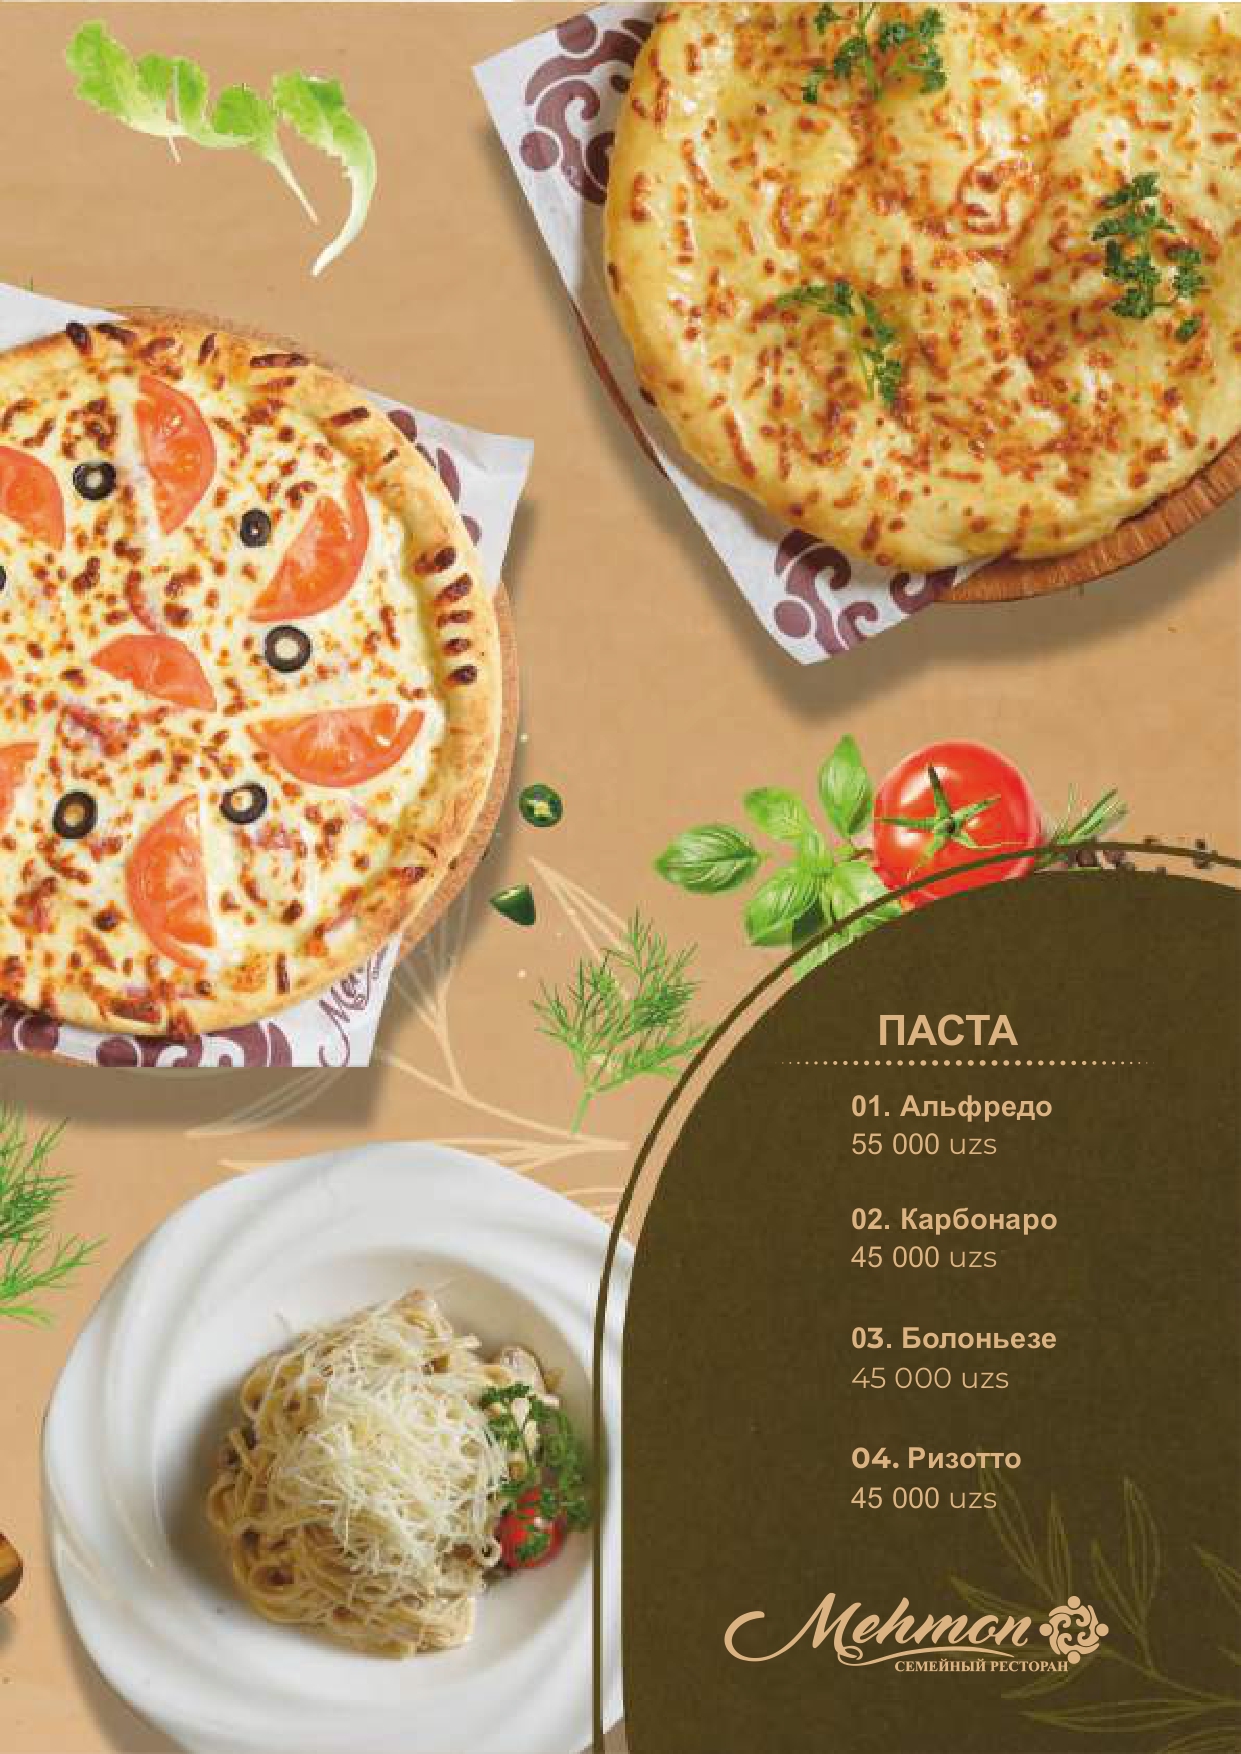 ПАСТА
01. Альфредо
55 000 uzs
02. Карбонаро
45 000 uzs
03. Болоньезе
45 000 uzs
04. Ризотто
45 000 uzs
Mehmon
СЕМЕЙНЫЙ РЕСТОРАН